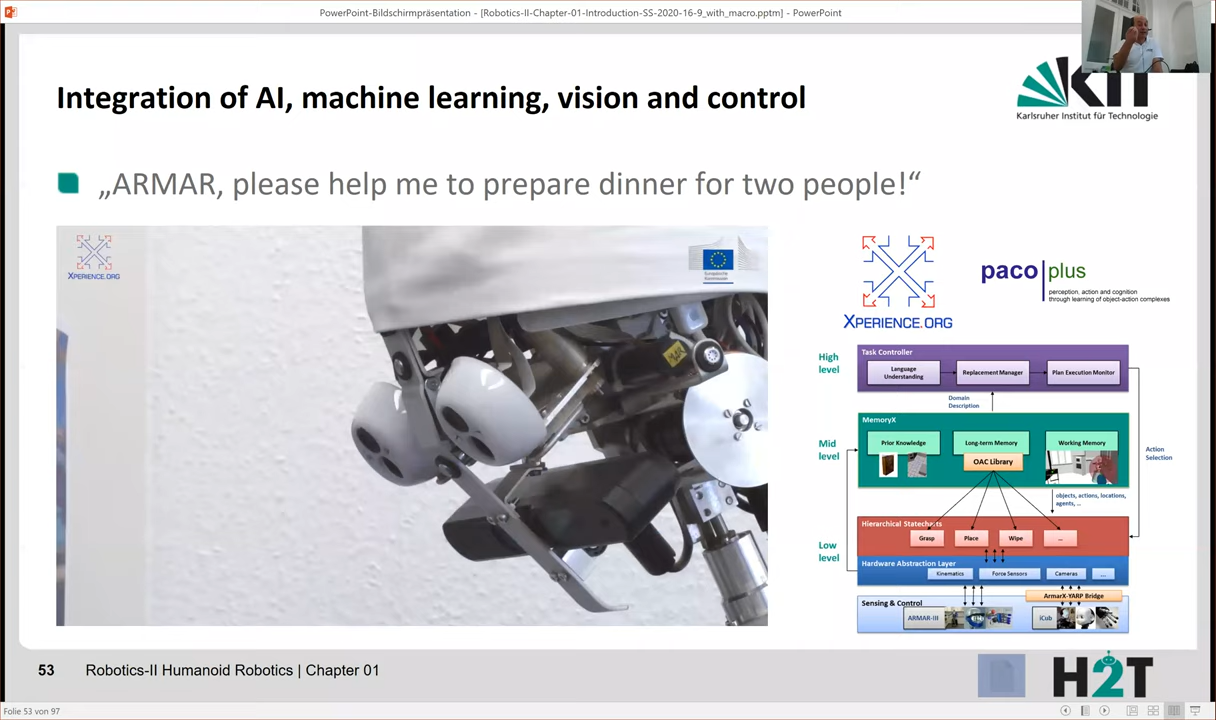 PowerPoint-Bildschirmpräsentation - [Robotics-II-Chapter-01-Introduction-SS-2020-16-9_with_macro.pptm] - PowerPoint
Integration of AI, machine learning, vision and control
KIT
Karlsruher Institut für Technologie
„ARMAR, please help me to prepare dinner for two people!“
XPERIENCE.ORG
Europäische
Kommission
XPERIENCE.ORG
paco plus
perception, action and cognition
through learning of object-action complexes
High
level
Task Controller
Language
Understanding
Replacement Manager
Plan Execution Monitor
Domain
Description
Mid
level
MemoryX
Prior Knowledge
Long-term Memory
Working Memory
OAC Library
Action
Selection
objects, actions, locations,
agents, ...
Low
level
Hierarchical Statecharts
Grasp
Place
Wipe
...
Hardware Abstraction Layer
Kinematics
Force Sensors
Cameras
....
ArmarX-YARP Bridge
Sensing & Control
ARMAR-III
iCub
53
Robotics-II Humanoid Robotics | Chapter 01
H2T
Folie 53 von 97